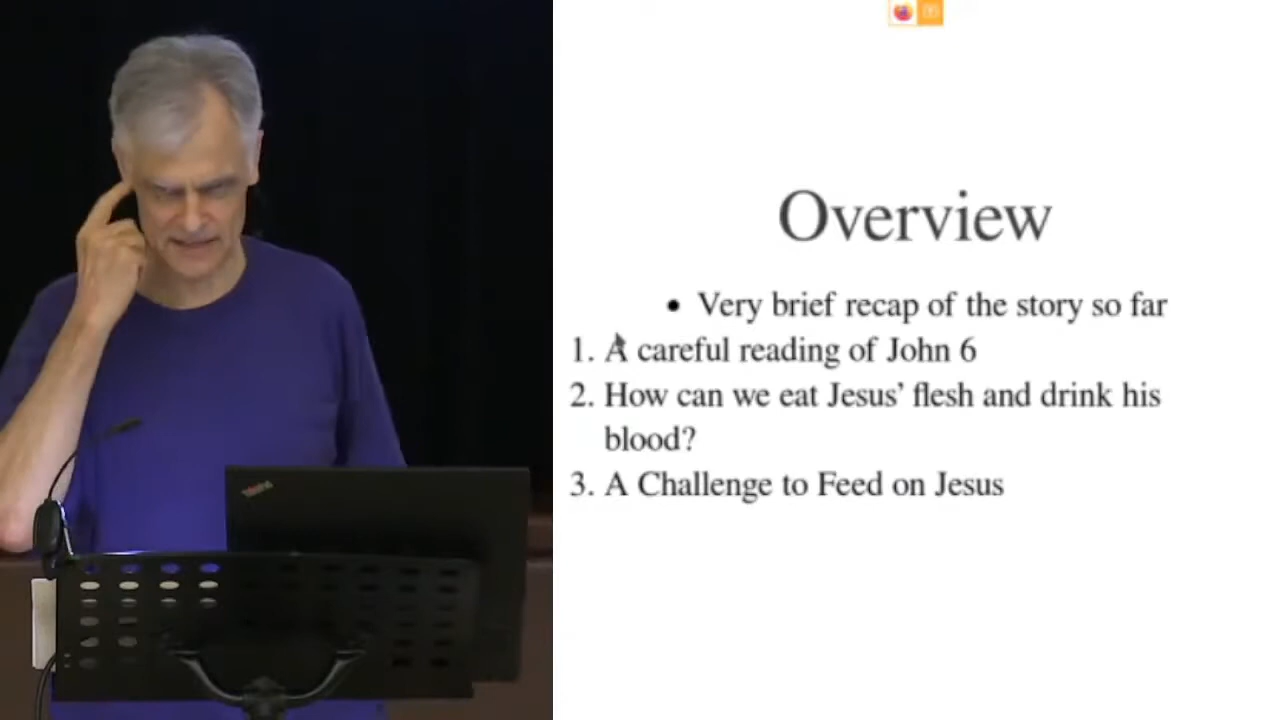 Overview
• Very brief recap of the story so far
1. A careful reading of John 6
2. How can we eat Jesus’ flesh and drink his
blood?
3. A Challenge to Feed on Jesus
ThinkPad